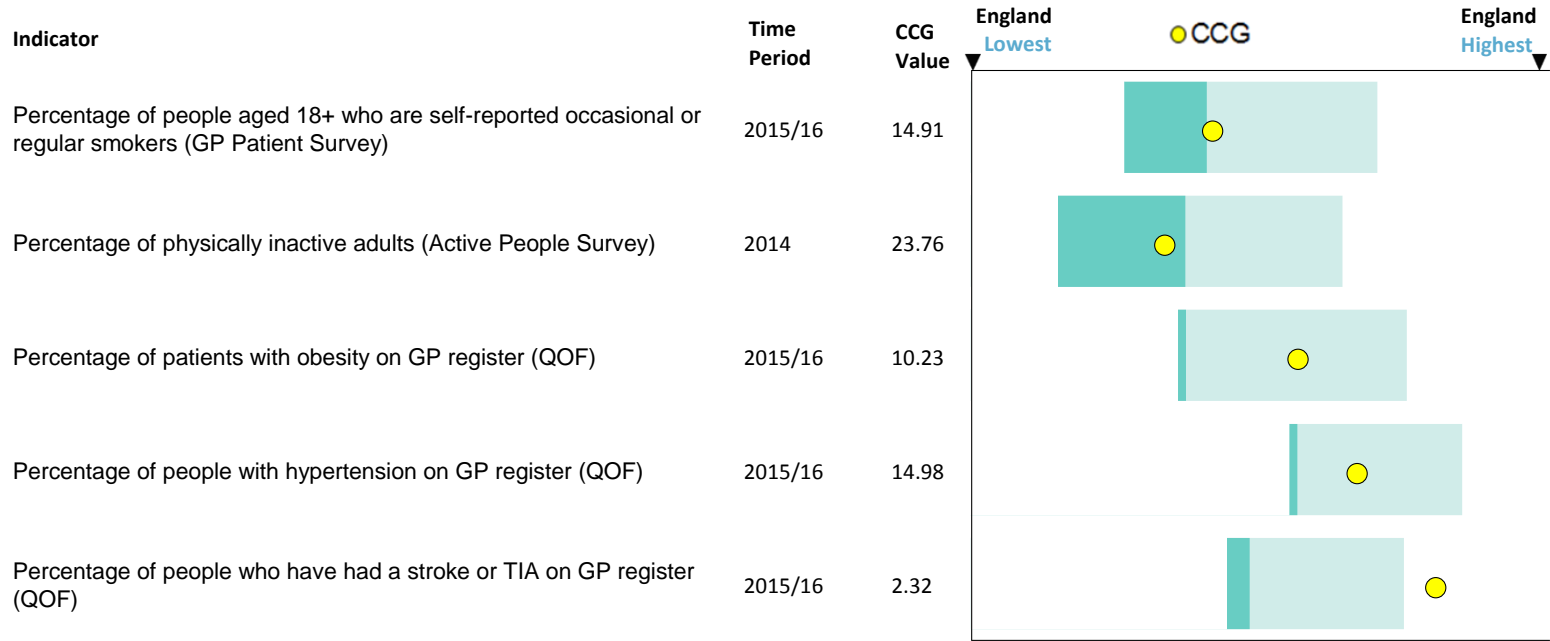 Indicator
Time
Period
CCG
Value
England
Lowest
CCG
England
Highest
Percentage of people aged 18+ who are self-reported occasional or
regular smokers (GP Patient Survey)
2015/16
14.91
Percentage of physically inactive adults (Active People Survey)
2014
23.76
Percentage of patients with obesity on GP register (QOF)
2015/16
10.23
Percentage of people with hypertension on GP register (QOF)
2015/16
14.98
Percentage of people who have had a stroke or TIA on GP register
(QOF)
2015/16
2.32